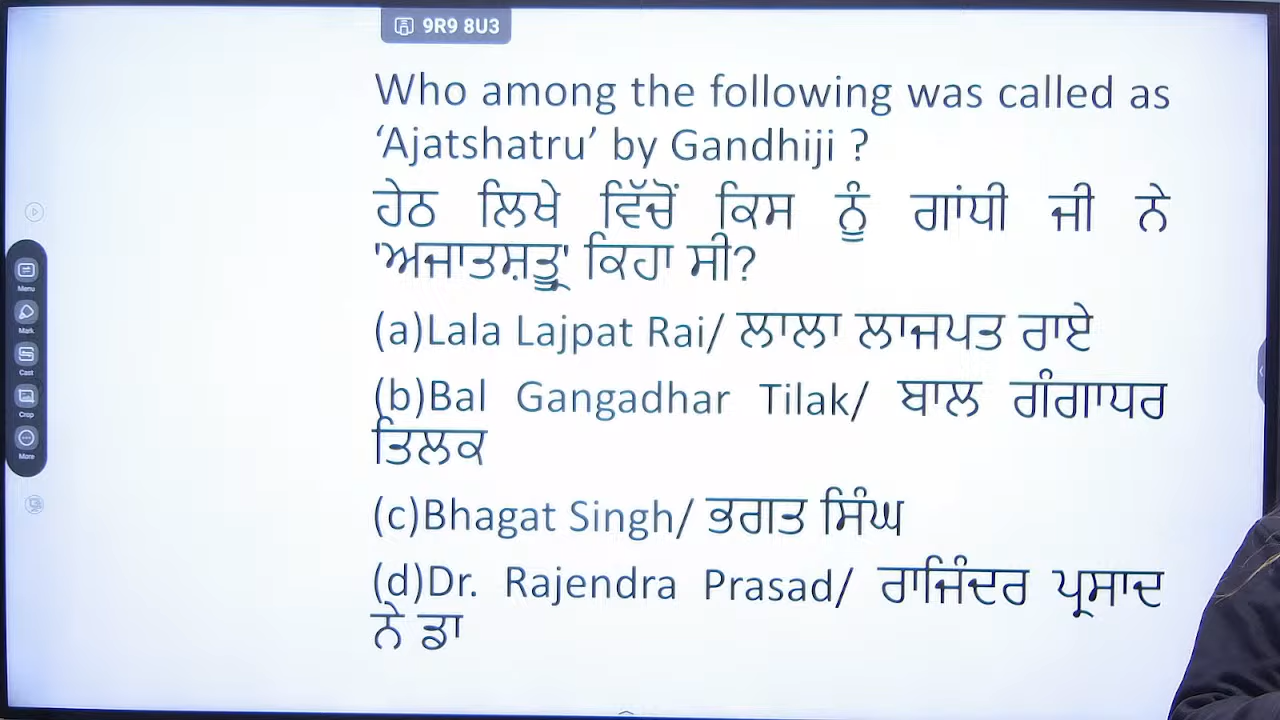 9R9 8U3
Who among the following was called as
‘Ajatshatru’ by Gandhiji ?
ਹੇਠ ਲਿਖੇ ਵਿੱਚੋਂ ਕਿਸ ਨੂੰ ਗਾਂਧੀ ਜੀ ਨੇ
'ਅਜਾਤਸ਼ਤ੍ਰੂ' ਕਿਹਾ ਸੀ?
(a)Lala Lajpat Rai/ ਲਾਲਾ ਲਾਜਪਤ ਰਾਏ
(b)Bal Gangadhar Tilak/ ਬਾਲ ਗੰਗਾਧਰ
ਤਿਲਕ
(c)Bhagat Singh/ ਭਗਤ ਸਿੰਘ
(d)Dr. Rajendra Prasad/ ਰਾਜਿੰਦਰ ਪ੍ਰਸਾਦ
ਨੇ ਡਾ
Menu
Mark
Cast
Crop
More